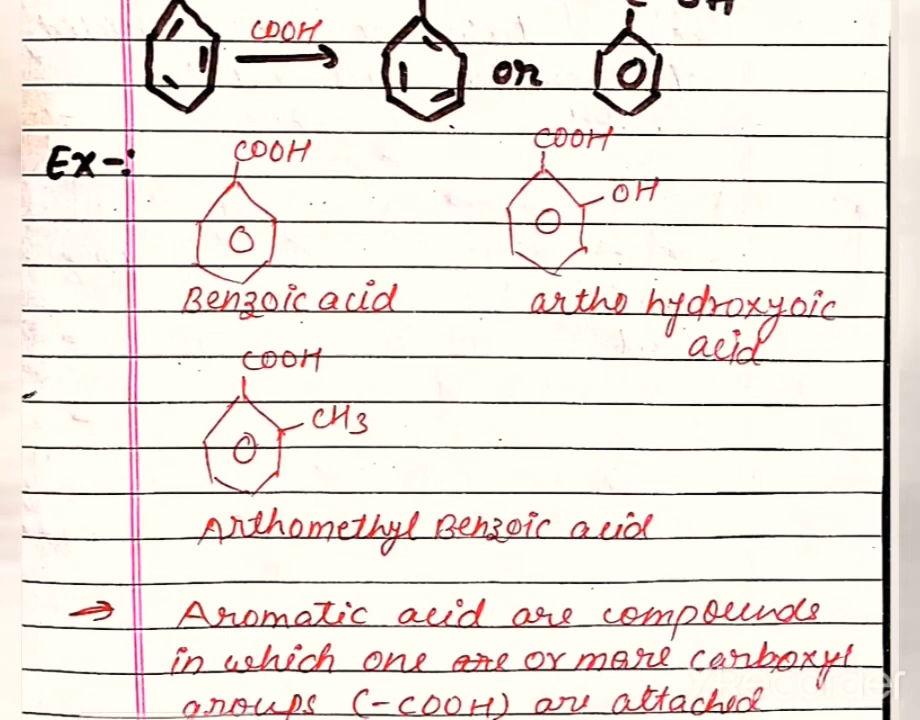 COOH
OH
or
Ex-:
COOH
COOH
OH
Benzoic acid
artho hydroxyoic
acid
COOH
CH3
Arthomethyl Benzoic acid
→ Aromatic acid are compounds
in which one are or more carboxyl
groups (-COOH) are attached